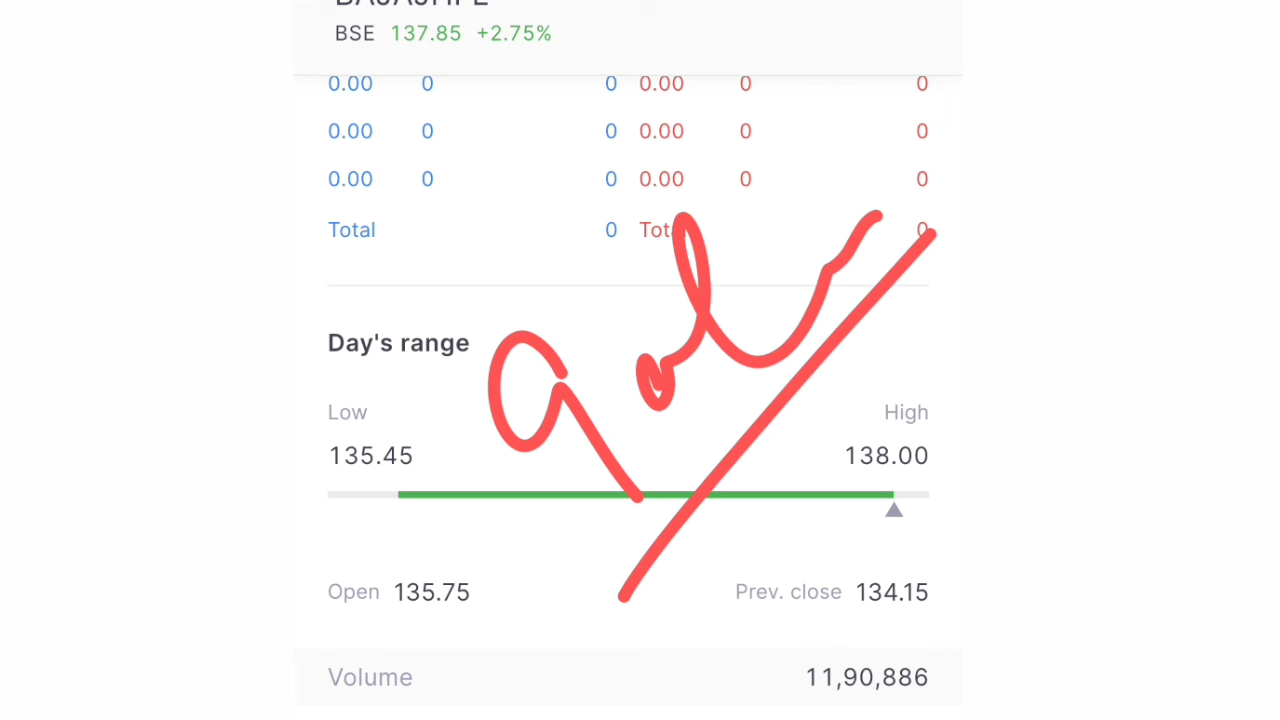 BSE 137.85 +2.75%
0.00 0 0 0.00 0 0
0.00 0 0 0.00 0 0
0.00 0 0 0.00 0 0
Total 0 0
Day's range
Low High
135.45 138.00
Open 135.75 Prev. close 134.15
Volume 11,90,886